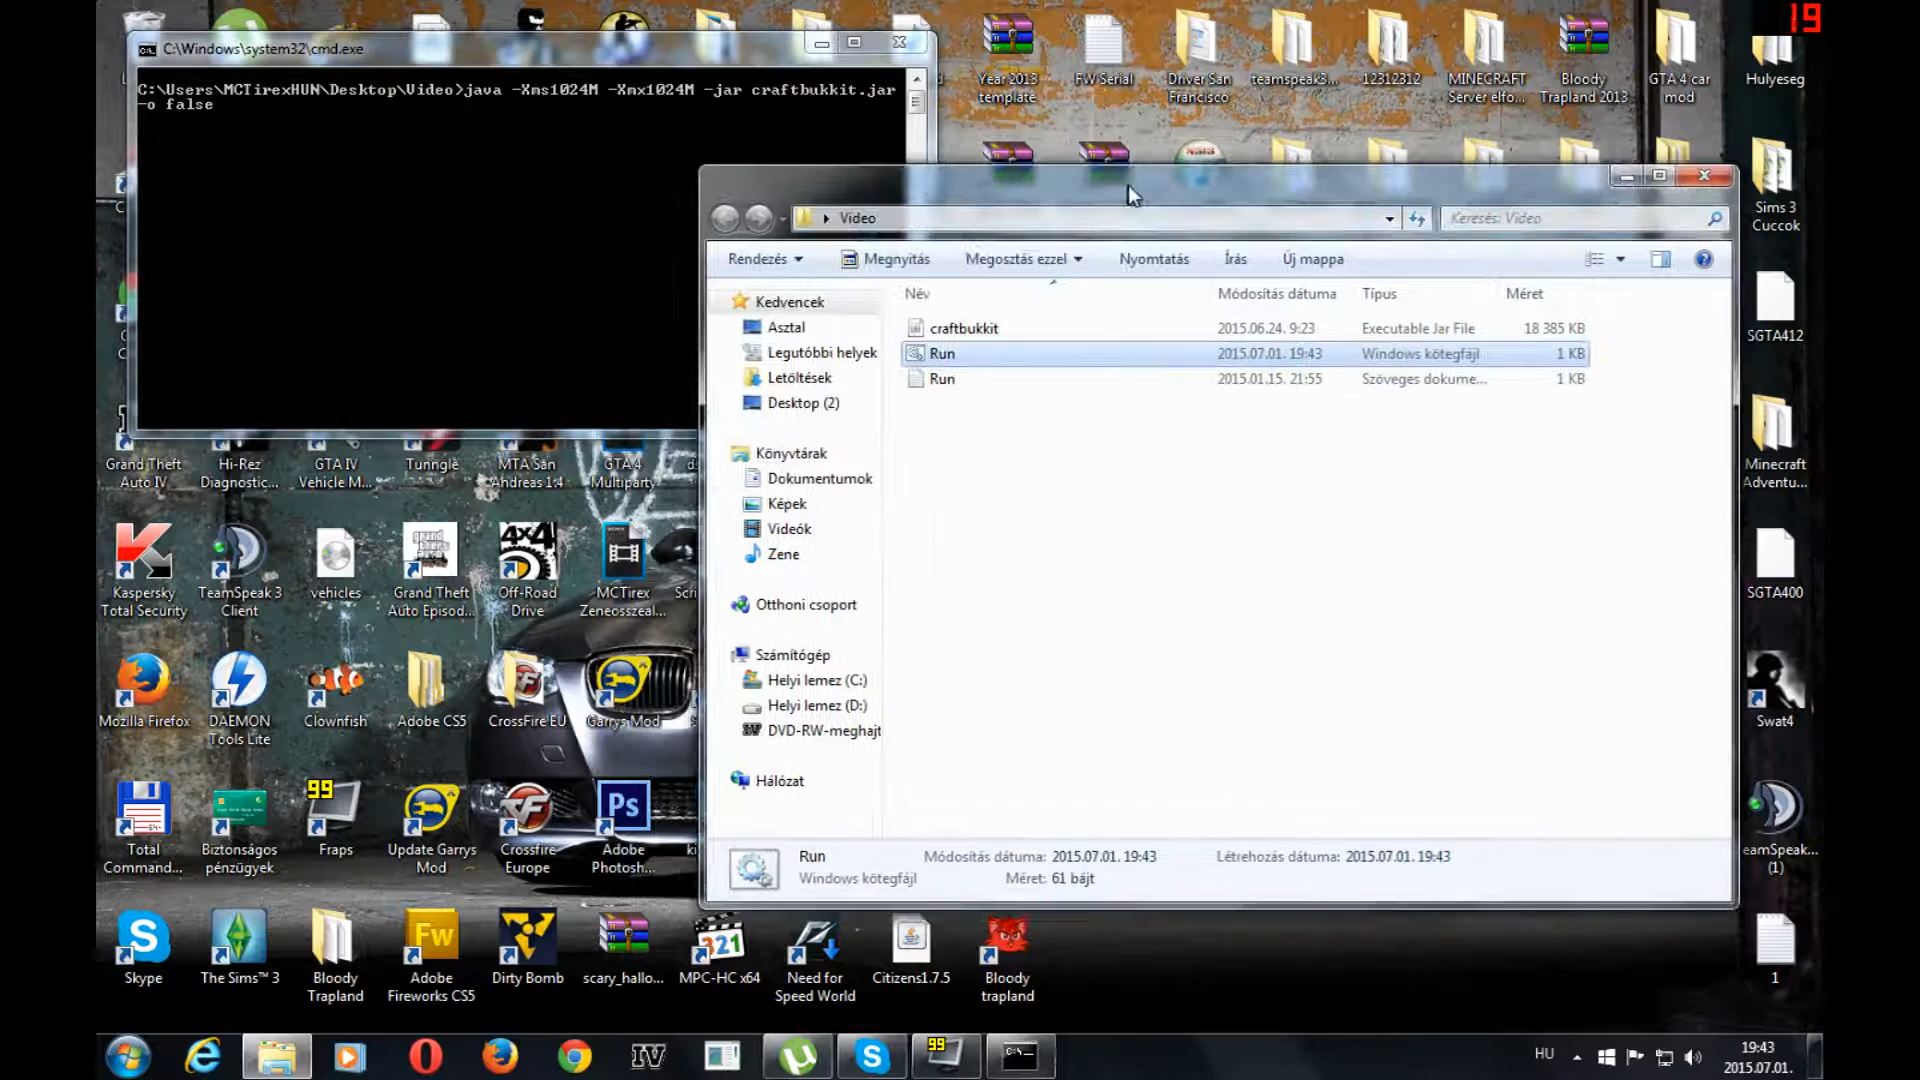 19
C:\Windows\system32\cmd.exe
C:\Users\MCTirexHUN\Desktop\Video>java -Xms1024M -Xmx1024M -jar craftbukkit.jar
-o false
Year 2013
template
FW Serial
Driver San
Francisco
teamspeak3...
12312312
MINECRAFT
Server elfo...
Bloody
Trapland 2013
GTA 4 car
mod
Hulyeseg
Video
Keresés: Video
Rendezés
Megnyitás
Megosztás ezzel
Nyomtatás
Írás
Új mappa
Név
Módosítás dátuma
Típus
Méret
craftbukkit
2015.06.24. 9:23
Executable Jar File
18 385 KB
Run
2015.07.01. 19:43
Windows kötegfájl
1 KB
Run
2015.01.15. 21:55
Szöveges dokume...
1 KB
Kedvencek
Asztal
Legutóbbi helyek
Letöltések
Desktop (2)
Könyvtárak
Dokumentumok
Képek
Videók
Zene
Otthoni csoport
Számítógép
Helyi lemez (C:)
Helyi lemez (D:)
DVD-RW-meghajt
Hálózat
Run
Windows kötegfájl
Módosítás dátuma: 2015.07.01. 19:43
Méret: 61 bájt
Létrehozás dátuma: 2015.07.01. 19:43
Sims 3
Cuccok
SGTA412
Minecraft
Adventu...
SGTA400
Swat4
eamSpeak...
(1)
1
Grand Theft
Auto IV
Hi-Rez
Diagnostic...
GTA IV
Vehicle M...
Tunngle
MTA San
Andreas 1.4
GTA 4
Multiparty
Kaspersky
Total Security
TeamSpeak 3
Client
vehicles
Grand Theft
Auto Episod...
4x4
Off-Road
Drive
MCTirex
Zeneosszeal...
Mozilla Firefox
DAEMON
Tools Lite
Clownfish
Adobe CS5
CrossFire EU
Garrys Mod
Total
Command...
Biztonságos
pénzügyek
99
Fraps
Update Garrys
Mod
Crossfire
Europe
Ps
Adobe
Photosh...
Skype
The Sims™ 3
Bloody
Trapland
Fw
Adobe
Fireworks CS5
Dirty Bomb
scary_hallo...
321
MPC-HC x64
Need for
Speed World
Citizens1.7.5
Bloody
trapland
IV
99
HU
19:43
2015.07.01.